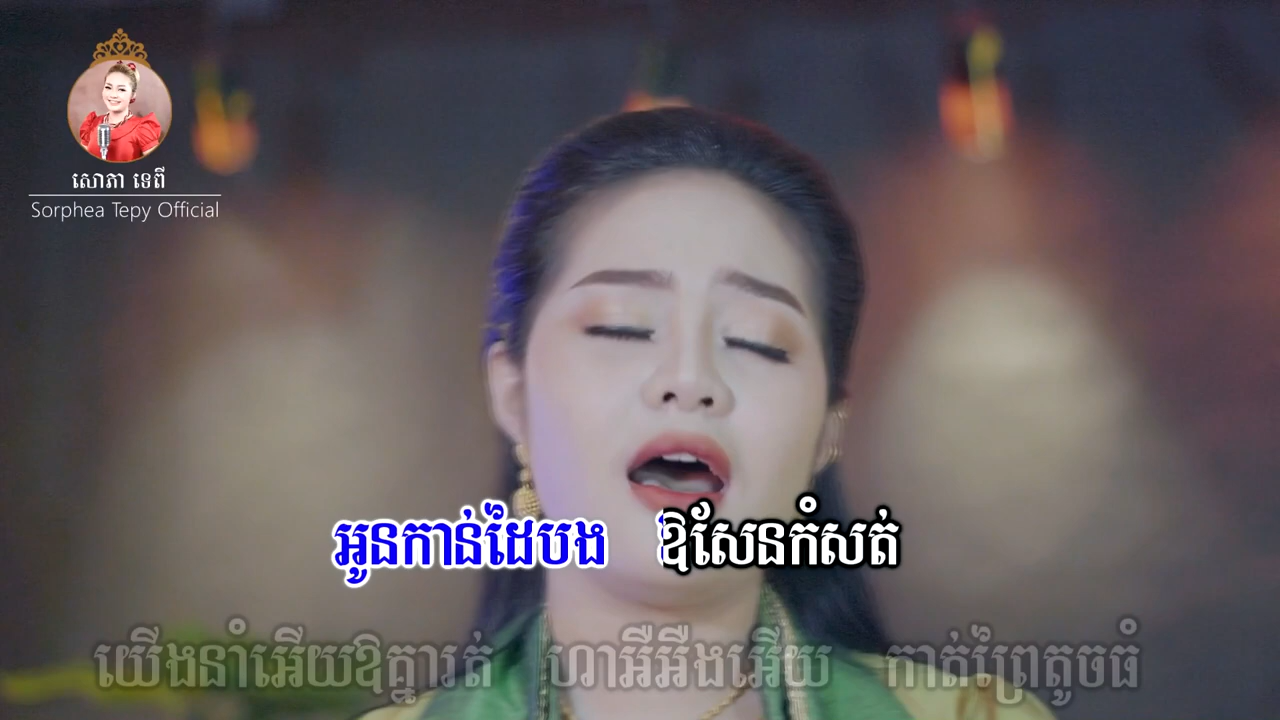 សោភា ទេពី
Sorphea Tepy Official
អូនកាន់ដៃបង ឱសែនកំសត់
យើងនាំអើយឱគ្នារត់ ហាអឺអឺងអើយ កាត់ព្រៃតូចធំ